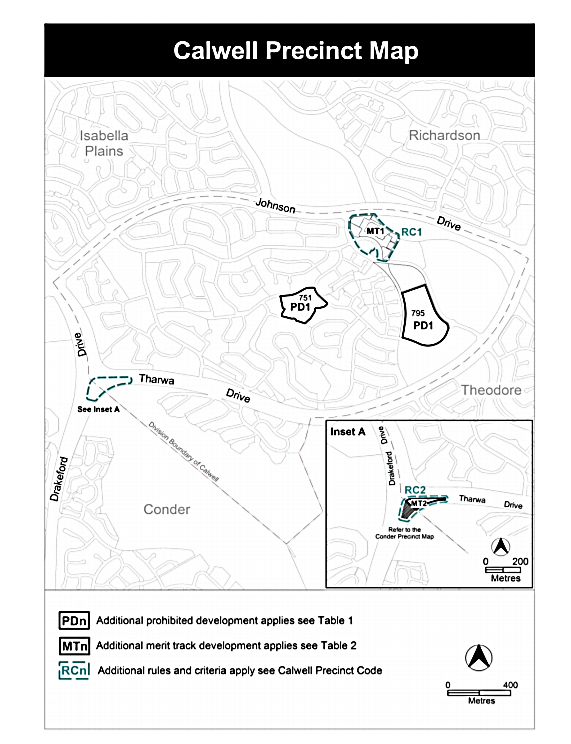 Calwell Precinct Map
Isabella
Plains
Richardson
Johnson
Drive
MT1
RC1
751
PD1
795
PD1
Drive
Tharwa
Drive
See Inset A
Theodore
Division Boundary of Calwell
Drakeford
Conder
Inset A
Drive
Drakeford
RC2
MT2
Tharwa
Drive
Refer to the
Conder Precinct Map
0 200
Metres
PDn Additional prohibited development applies see Table 1
MTn Additional merit track development applies see Table 2
RCn Additional rules and criteria apply see Calwell Precinct Code
0 400
Metres